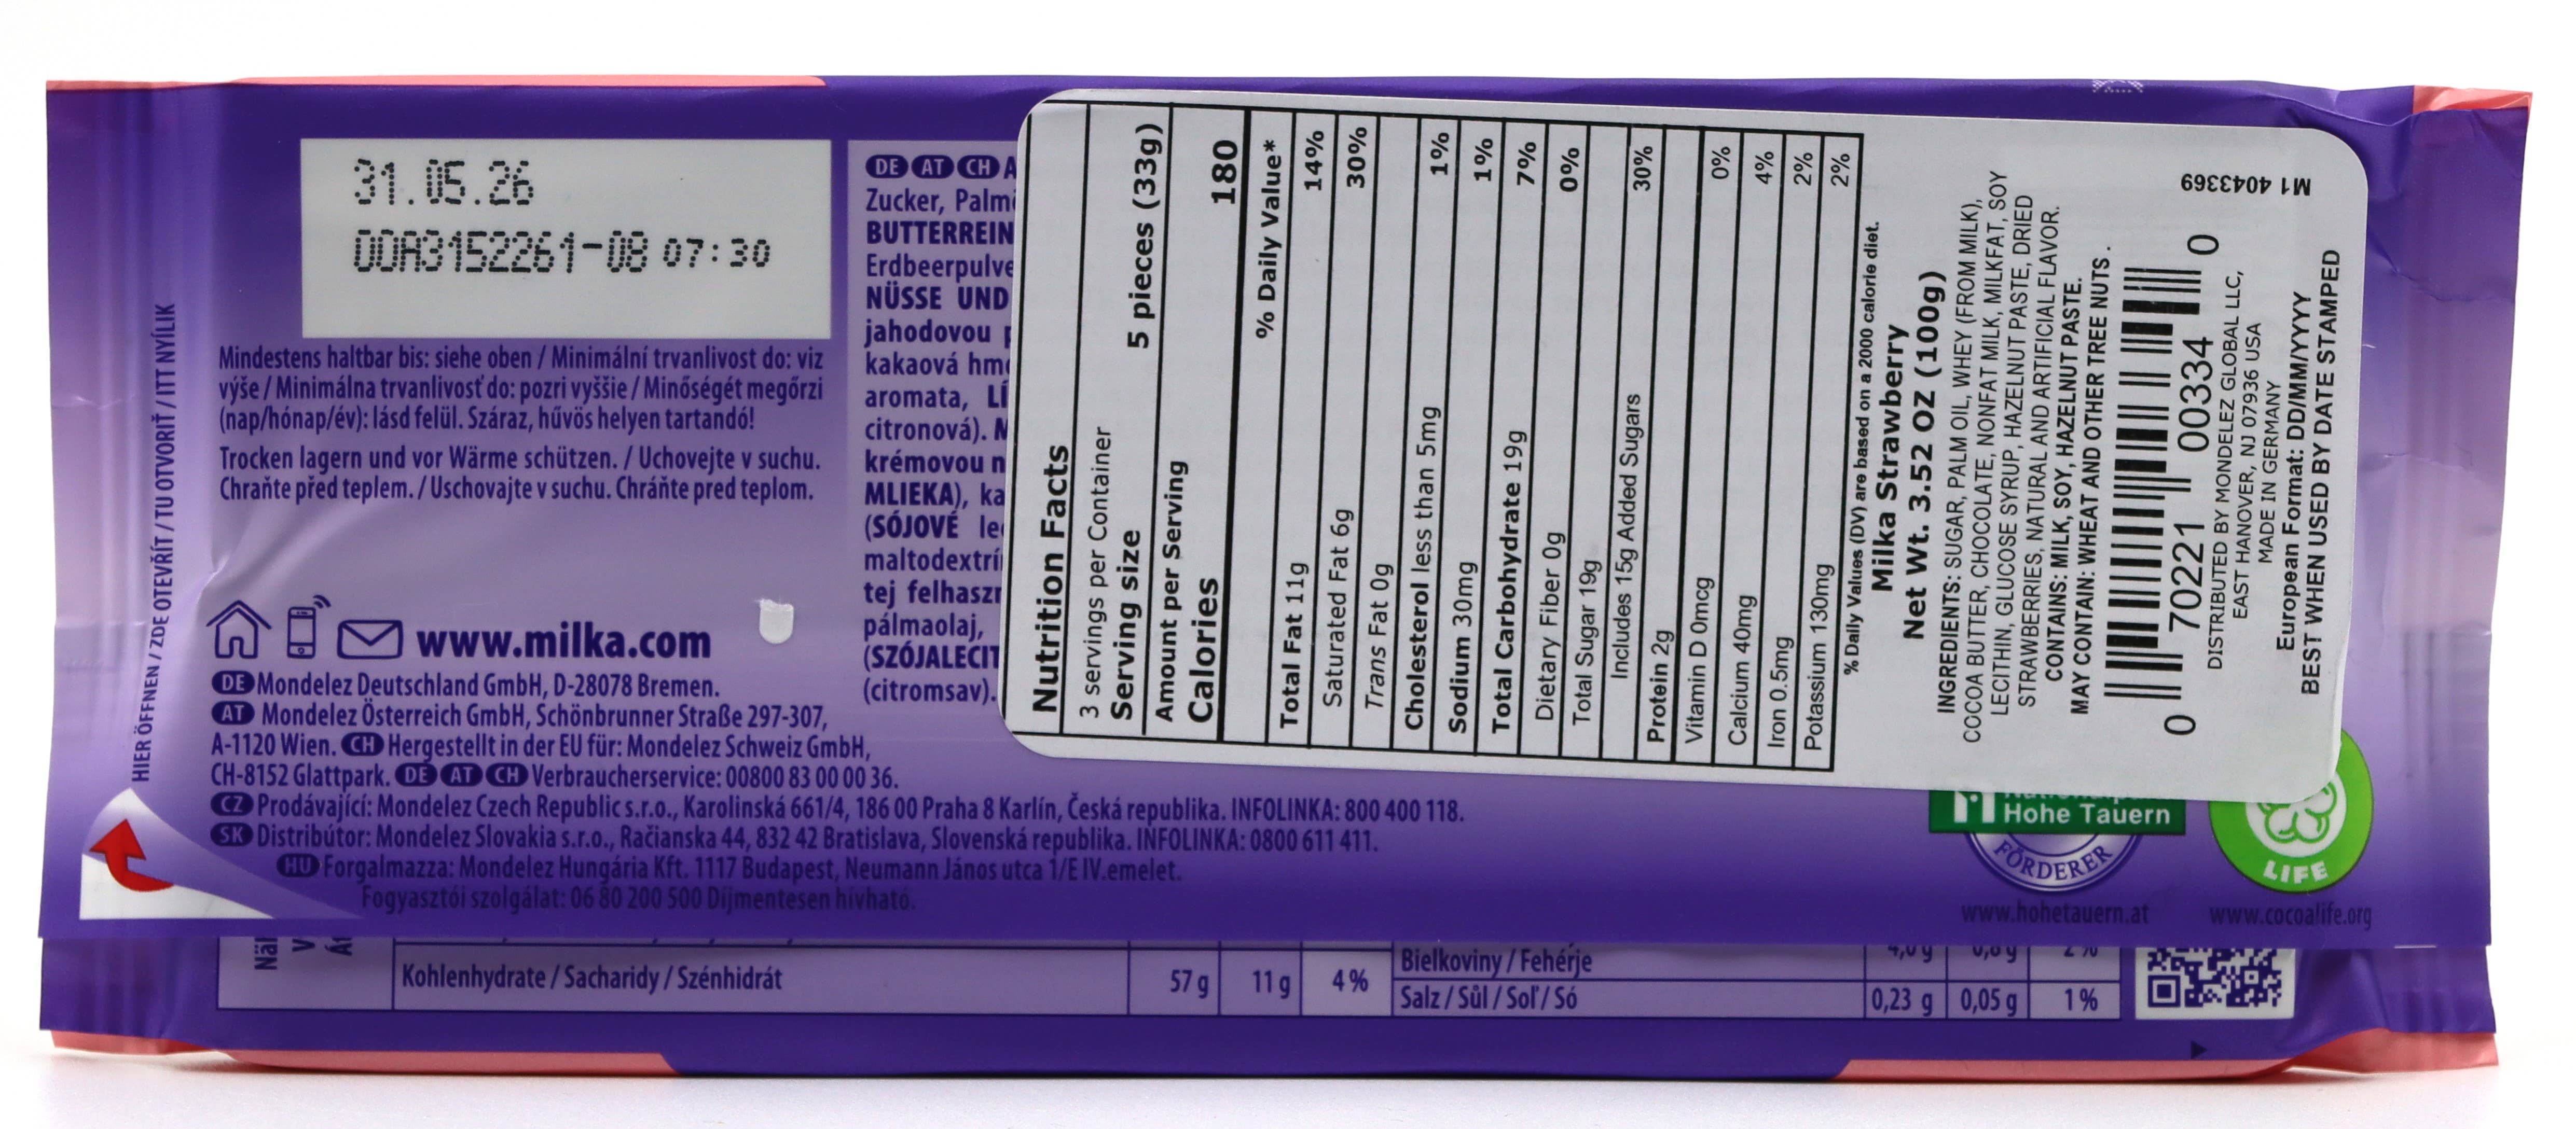 HIER ÖFFNEN / ZDE OTEVŘÍT / TU OTVORIŤ / ITT NYÍLIK
31.05.26
OOA3152261-08 07:30
Mindestens haltbar bis: siehe oben / Minimální trvanlivost do: viz
výše / Minimálna trvanlivosť do: pozri vyššie / Minőségét megőrzi
(nap/hónap/év): lásd felül. Száraz, hűvös helyen tartandó!
Trocken lagern und vor Wärme schützen. / Uchovejte v suchu.
Chraňte před teplem. / Uschovajte v suchu. Chráňte pred teplom.
www.milka.com
DE Mondelez Deutschland GmbH, D-28078 Bremen.
AT Mondelez Österreich GmbH, Schönbrunner Straße 297-307,
A-1120 Wien. CH Hergestellt in der EU für: Mondelez Schweiz GmbH,
CH-8152 Glattpark. DE AT CH Verbraucherservice: 00800 83 00 00 36.
CZ Prodávající: Mondelez Czech Republic s.r.o., Karolinská 661/4, 186 00 Praha 8 Karlín, Česká republika. INFOLINKA: 800 400 118.
SK Distribútor: Mondelez Slovakia s.r.o., Račianska 44, 832 42 Bratislava, Slovenská republika. INFOLINKA: 0800 611 411.
HU Forgalmazza: Mondelez Hungária Kft. 1117 Budapest, Neumann János utca 1/E IV.emelet.
Fogyasztói szolgálat: 06 80 200 500 Díjmentesen hívható.
DE AT CH
Zucker,
BUTTERREIN
NÜSSE UND
jahodovou
kakaová
aromata,
citronová).
krémovou
MLIEKA),
(SÓJOVÉ
tej
pálmaolaj,
(citromsav).
Nutrition Facts
3 servings per Container
Serving size 5 pieces (33g)
Amount per Serving
Calories 180
% Daily Value*
Total Fat 11g 14%
Saturated Fat 6g 30%
Trans Fat 0g
Cholesterol less than 5mg 1%
Sodium 30mg 1%
Total Carbohydrate 19g 7%
Dietary Fiber 0g 0%
Total Sugar 19g
Includes 15g Added Sugars 30%
Protein 2g
Vitamin D 0mcg 0%
Calcium 40mg 4%
Iron 0.5mg 2%
Potassium 130mg 2%
% Daily Values (DV) are based on a 2000 calorie diet.
Milka Strawberry
Net Wt. 3.52 OZ (100g)
INGREDIENTS: SUGAR, PALM OIL, WHEY (FROM MILK),
COCOA BUTTER, CHOCOLATE, NONFAT MILK, MILKFAT, SOY
LECITHIN, GLUCOSE SYRUP, HAZELNUT PASTE, DRIED
STRAWBERRIES, NATURAL AND ARTIFICIAL FLAVOR.
CONTAINS: MILK, SOY, HAZELNUT PASTE.
MAY CONTAIN: WHEAT AND OTHER TREE NUTS .
0 70221 00334 0
M1 4043369
DISTRIBUTED BY MONDELEZ GLOBAL LLC,
EAST HANOVER, NJ 07936 USA
MADE IN GERMANY
European Format: DD/MM/YYYY
BEST WHEN USED BY DATE STAMPED
Hohe Tauern
FÖRDERER
www.hohetauern.at
LIFE
www.cocoalife.org
Kohlenhydrate / Sacharidy / Szénhidrát 57 g 11 g 4 %
Bielkoviny / Fehérje
Salz / Sůl / Soľ / Só 0,23 g 0,05 g 1 %